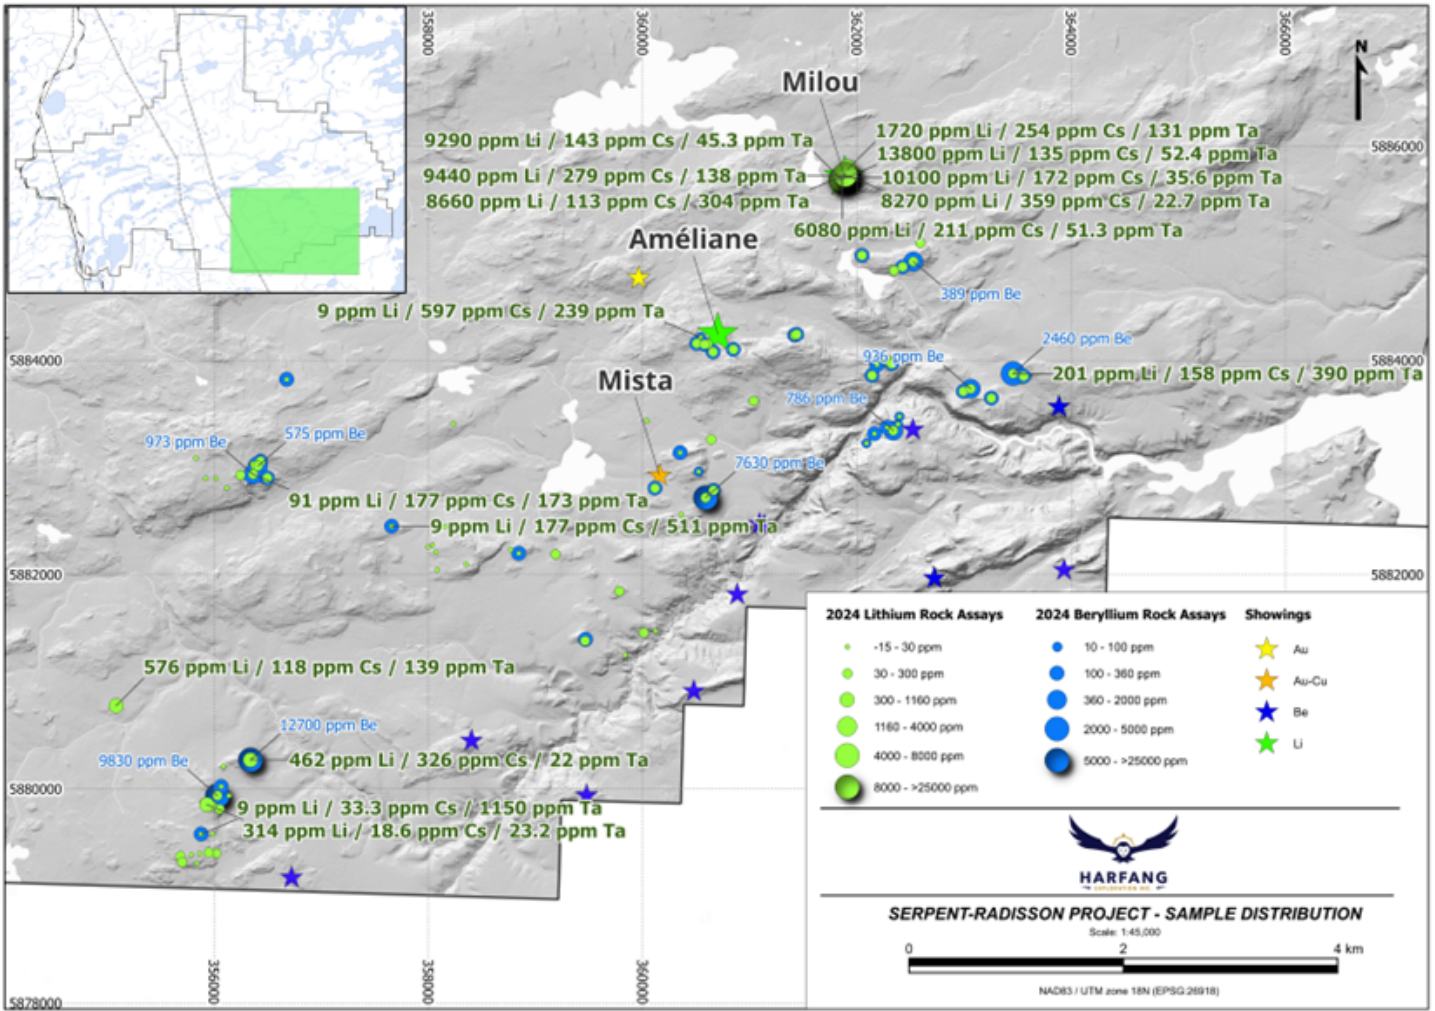 358000
360000
362000
364000
366000
N
Milou
9290 ppm Li / 143 ppm Cs / 45.3 ppm Ta
1720 ppm Li / 254 ppm Cs / 131 ppm Ta
13800 ppm Li / 135 ppm Cs / 52.4 ppm Ta
5886000
9440 ppm Li / 279 ppm Cs / 138 ppm Ta
10100 ppm Li / 172 ppm Cs / 35.6 ppm Ta
8660 ppm Li / 113 ppm Cs / 304 ppm Ta
8270 ppm Li / 359 ppm Cs / 22.7 ppm Ta
6080 ppm Li / 211 ppm Cs / 51.3 ppm Ta
Améliane
389 ppm Be
9 ppm Li / 597 ppm Cs / 239 ppm Ta
2460 ppm Be
5884000
936 ppm Be
5884000
201 ppm Li / 158 ppm Cs / 390 ppm Ta
Mista
786 ppm Be
973 ppm Be
575 ppm Be
7630 ppm Be
91 ppm Li / 177 ppm Cs / 173 ppm Ta
9 ppm Li / 177 ppm Cs / 511 ppm Ta
5882000
5882000
576 ppm Li / 118 ppm Cs / 139 ppm Ta
12700 ppm Be
9830 ppm Be
462 ppm Li / 326 ppm Cs / 22 ppm Ta
5880000
9 ppm Li / 33.3 ppm Cs / 1150 ppm Ta
314 ppm Li / 18.6 ppm Cs / 23.2 ppm Ta
356000
358000
360000
5878000
2024 Lithium Rock Assays
-15 - 30 ppm
30 - 300 ppm
300 - 1160 ppm
1160 - 4000 ppm
4000 - 8000 ppm
8000 - >25000 ppm
2024 Beryllium Rock Assays
10 - 100 ppm
100 - 360 ppm
360 - 2000 ppm
2000 - 5000 ppm
5000 - >25000 ppm
Showings
Au
Au-Cu
Be
Li
HARFANG
EXPLORATION INC.
SERPENT-RADISSON PROJECT - SAMPLE DISTRIBUTION
Scale: 1:45,000
0 2 4 km
NAD83 / UTM zone 18N (EPSG:26918)